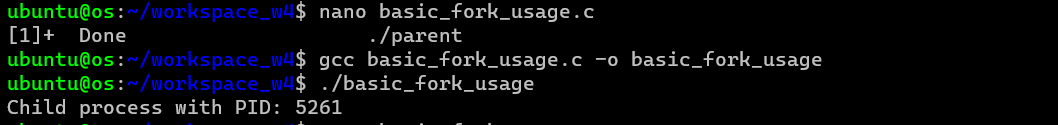 ubuntu@os:~/workspace_w4$ nano basic_fork_usage.c
[1]+  Done                    ./parent
ubuntu@os:~/workspace_w4$ gcc basic_fork_usage.c -o basic_fork_usage
ubuntu@os:~/workspace_w4$ ./basic_fork_usage
Child process with PID: 5261